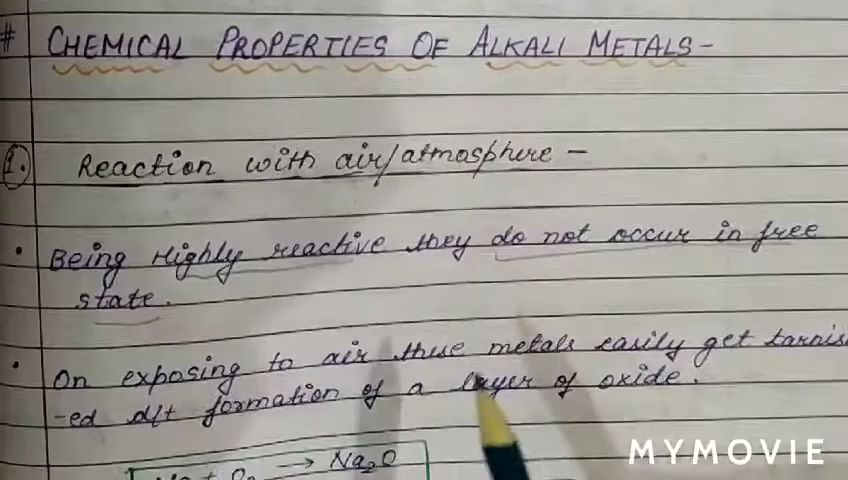 # CHEMICAL PROPERTIES OF ALKALI METALS-
1. Reaction with air/atmosphere -
• Being Highly reactive they do not occur in free
state.
• On exposing to air these metals easily get tarnis
-ed d/t formation of a layer of oxide.
→ Na2O
MYMOVIE